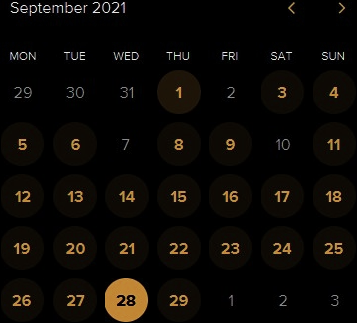 September 2021 < >
MON TUE WED THU FRI SAT SUN
29 30 31 1 2 3 4
5 6 7 8 9 10 11
12 13 14 15 16 17 18
19 20 21 22 23 24 25
26 27 28 29 1 2 3